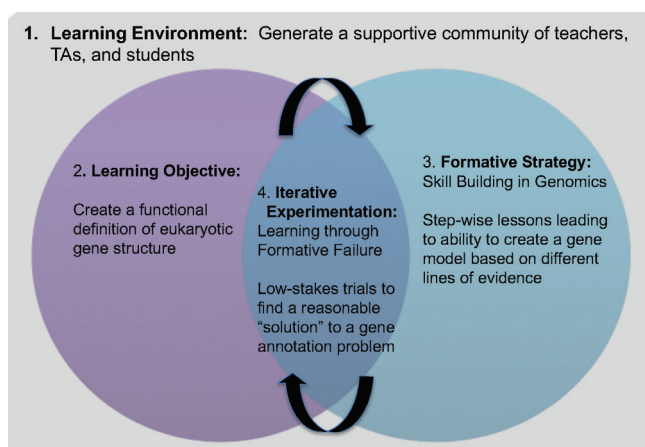 1. Learning Environment: Generate a supportive community of teachers,
TAs, and students
2. Learning Objective:
Create a functional
definition of eukaryotic
gene structure
4. Iterative
Experimentation:
Learning through
Formative Failure
Low-stakes trials to
find a reasonable
“solution” to a gene
annotation problem
3. Formative Strategy:
Skill Building in Genomics
Step-wise lessons leading
to ability to create a gene
model based on different
lines of evidence